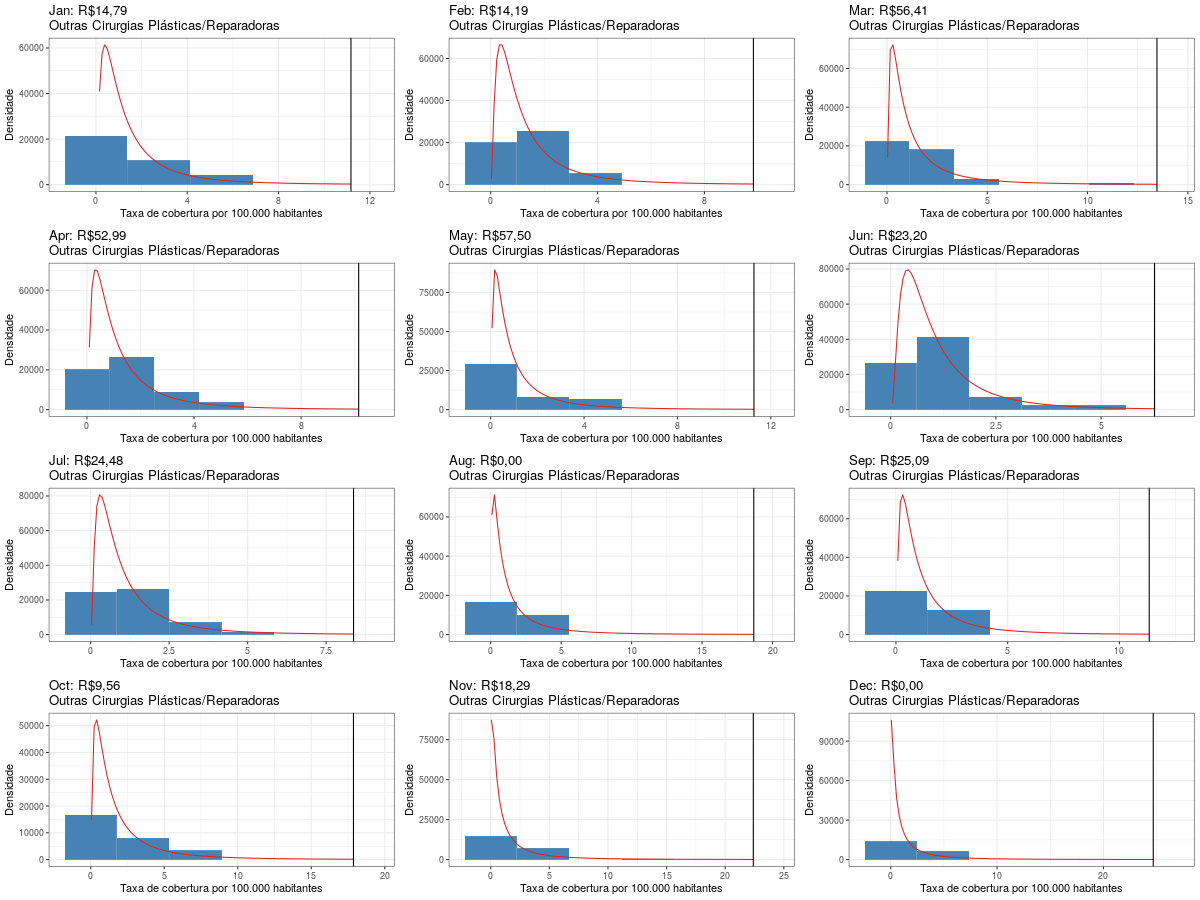 Jan: R$14,79
Outras Cirurgias Plásticas/Reparadoras
Densidade
60000
40000
20000
0
0 4 8 12
Taxa de cobertura por 100.000 habitantes
Feb: R$14,19
Outras Cirurgias Plásticas/Reparadoras
Densidade
60000
40000
20000
0
0 4 8
Taxa de cobertura por 100.000 habitantes
Mar: R$56,41
Outras Cirurgias Plásticas/Reparadoras
Densidade
60000
40000
20000
0
0 5 10 15
Taxa de cobertura por 100.000 habitantes
Apr: R$52,99
Outras Cirurgias Plásticas/Reparadoras
Densidade
60000
40000
20000
0
0 4 8
Taxa de cobertura por 100.000 habitantes
May: R$57,50
Outras Cirurgias Plásticas/Reparadoras
Densidade
75000
50000
25000
0
0 4 8 12
Taxa de cobertura por 100.000 habitantes
Jun: R$23,20
Outras Cirurgias Plásticas/Reparadoras
Densidade
80000
60000
40000
20000
0
0 2.5 5
Taxa de cobertura por 100.000 habitantes
Jul: R$24,48
Outras Cirurgias Plásticas/Reparadoras
Densidade
80000
60000
40000
20000
0
0 2.5 5 7.5
Taxa de cobertura por 100.000 habitantes
Aug: R$0,00
Outras Cirurgias Plásticas/Reparadoras
Densidade
60000
40000
20000
0
0 5 10 15 20
Taxa de cobertura por 100.000 habitantes
Sep: R$25,09
Outras Cirurgias Plásticas/Reparadoras
Densidade
60000
40000
20000
0
0 5 10
Taxa de cobertura por 100.000 habitantes
Oct: R$9,56
Outras Cirurgias Plásticas/Reparadoras
Densidade
50000
40000
30000
20000
10000
0
0 5 10 15 20
Taxa de cobertura por 100.000 habitantes
Nov: R$18,29
Outras Cirurgias Plásticas/Reparadoras
Densidade
75000
50000
25000
0
0 5 10 15 20 25
Taxa de cobertura por 100.000 habitantes
Dec: R$0,00
Outras Cirurgias Plásticas/Reparadoras
Densidade
90000
60000
30000
0
0 10 20
Taxa de cobertura por 100.000 habitantes